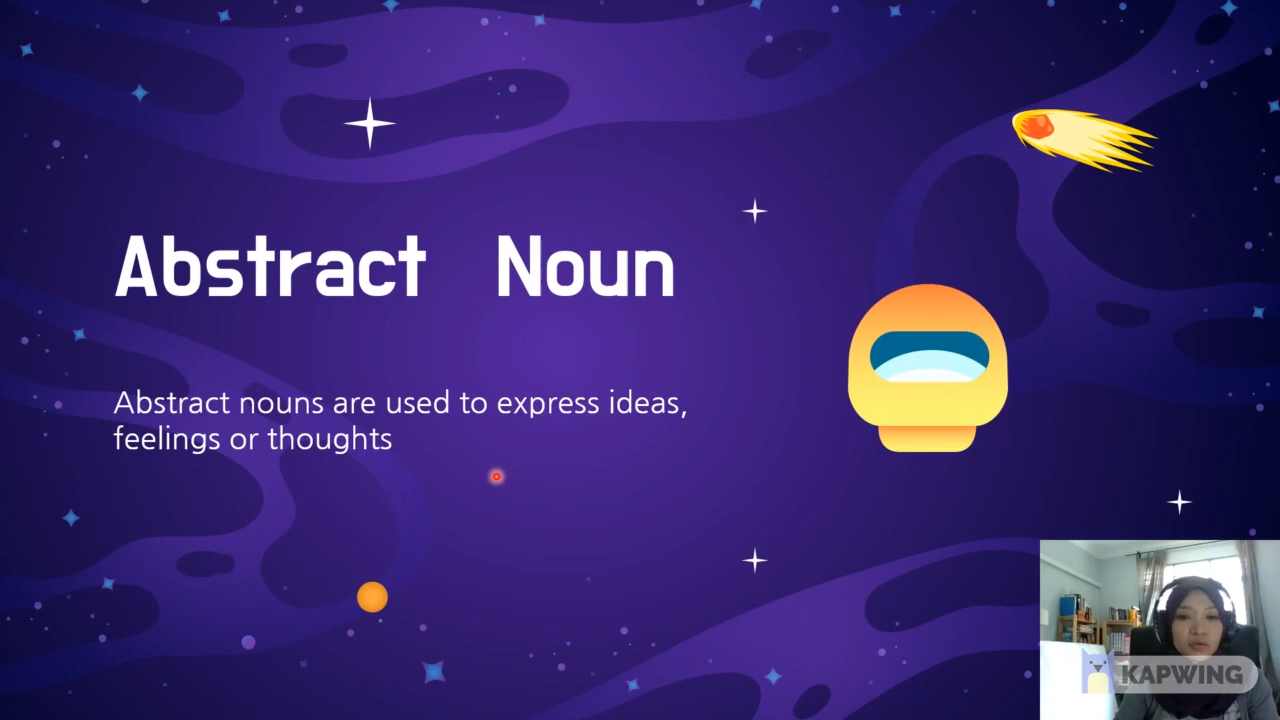 Abstract Noun
Abstract nouns are used to express ideas,
feelings or thoughts
KAPWING